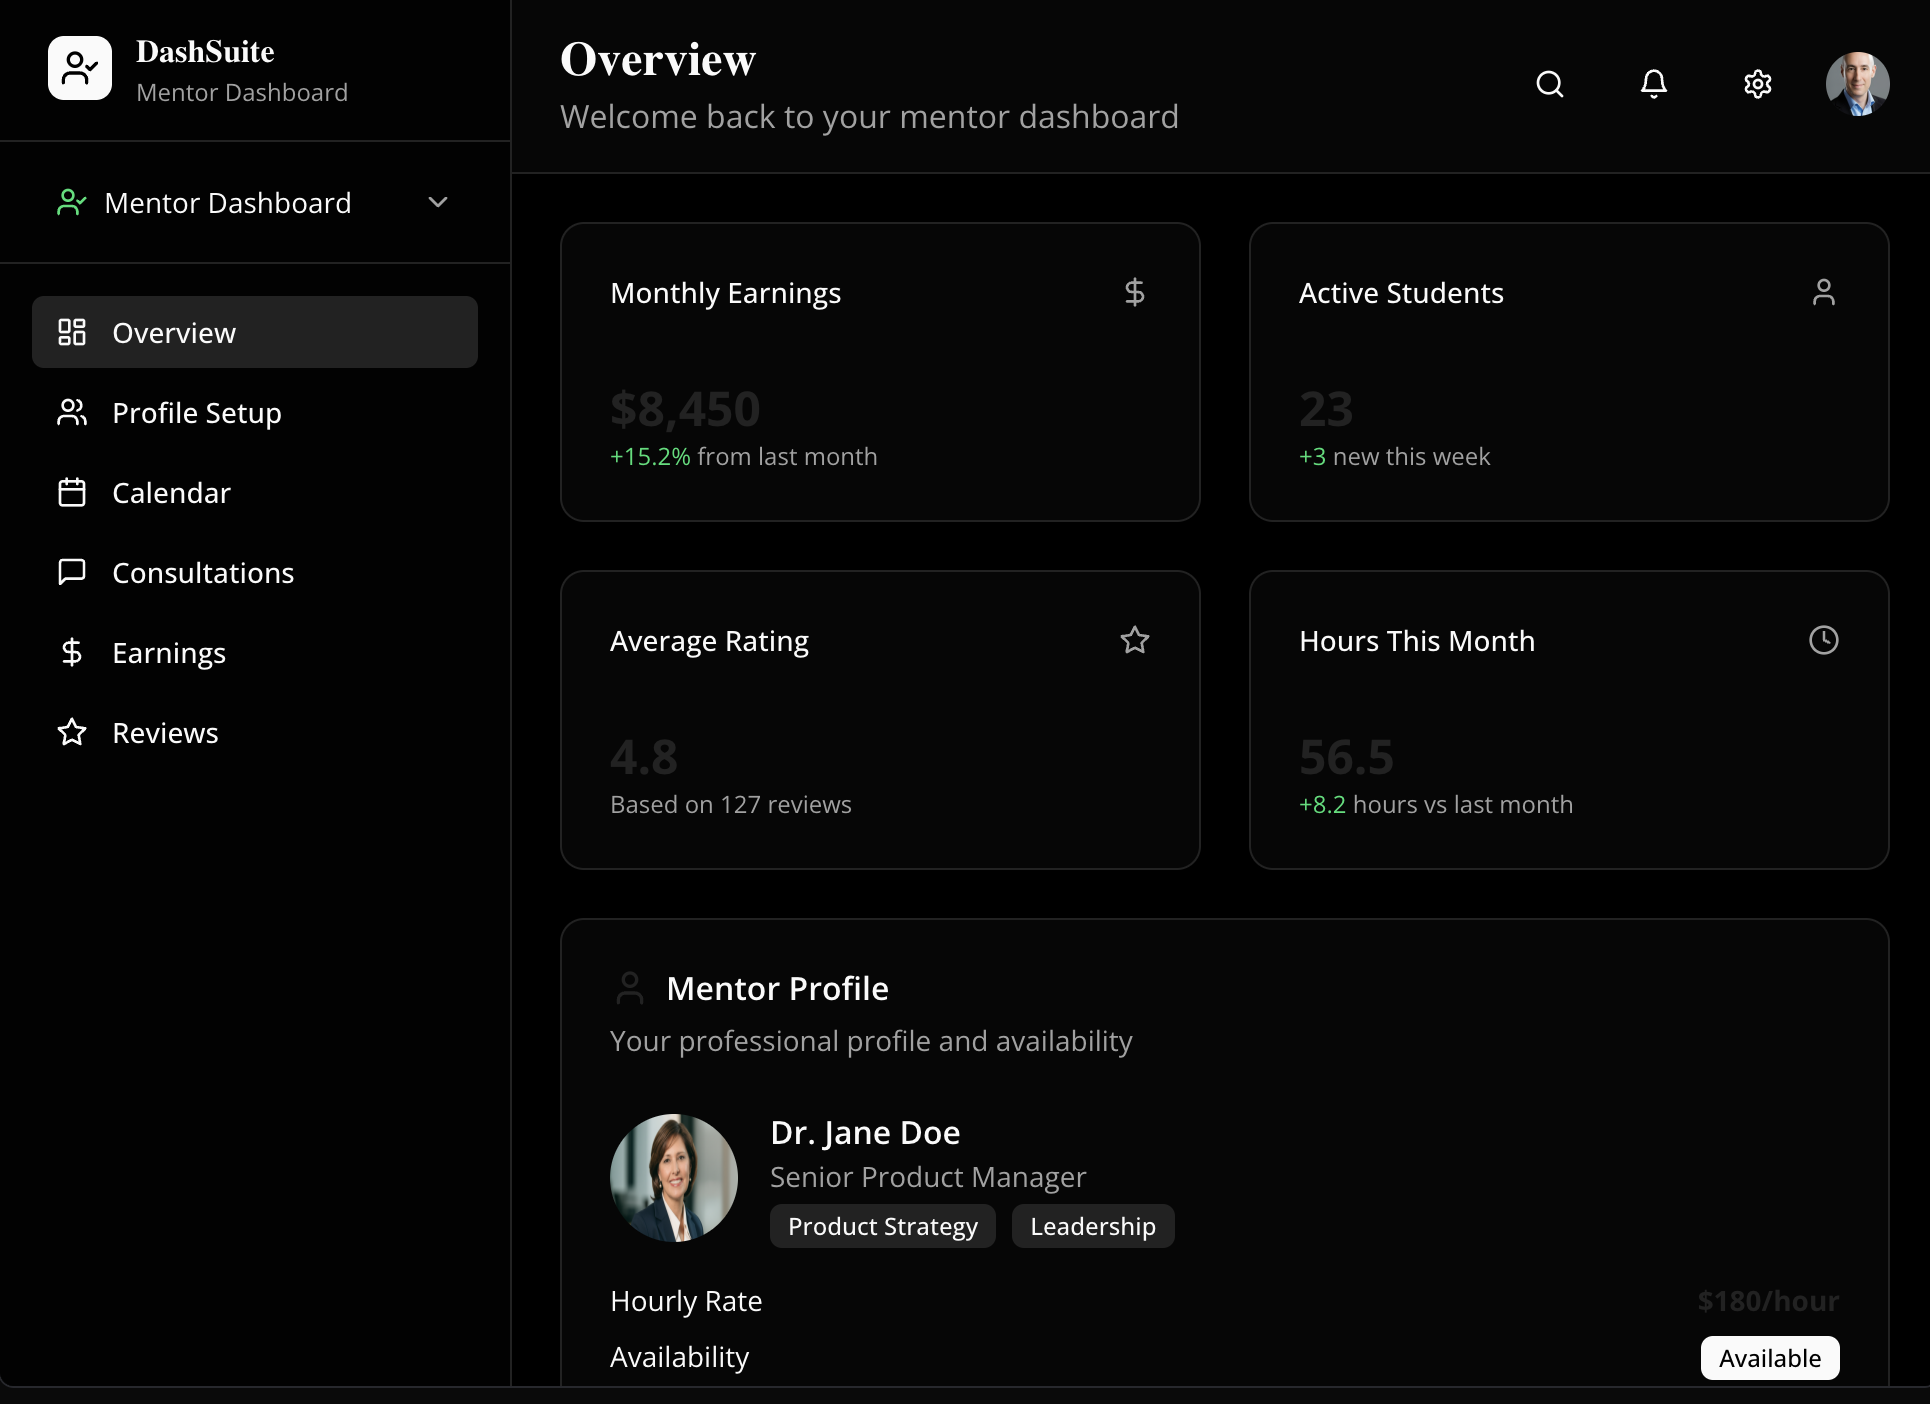 DashSuite
Mentor Dashboard
Mentor Dashboard
Overview
Profile Setup
Calendar
Consultations
Earnings
Reviews
Overview
Welcome back to your mentor dashboard
Monthly Earnings
$8,450
+15.2% from last month
Active Students
23
+3 new this week
Average Rating
4.8
Based on 127 reviews
Hours This Month
56.5
+8.2 hours vs last month
Mentor Profile
Your professional profile and availability
Dr. Jane Doe
Senior Product Manager
Product Strategy
Leadership
Hourly Rate
$180/hour
Availability
Available